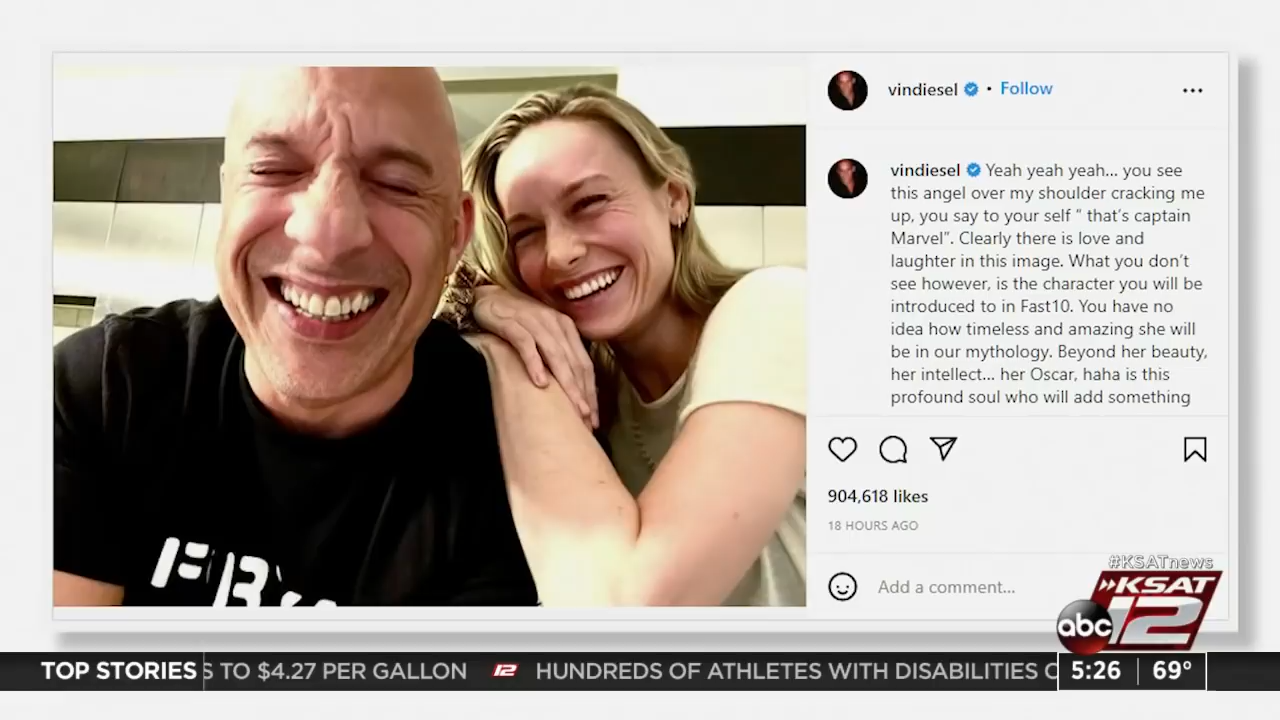 vindiesel • Follow
vindiesel Yeah yeah yeah... you see
this angel over my shoulder cracking me
up, you say to your self “ that’s captain
Marvel”. Clearly there is love and
laughter in this image. What you don’t
see however, is the character you will be
introduced to in Fast10. You have no
idea how timeless and amazing she will
be in our mythology. Beyond her beauty,
her intellect... her Oscar, haha is this
profound soul who will add something
904,618 likes
18 HOURS AGO
Add a comment...
#KSATnews
KSAT
abc 12
TOP STORIES S TO $4.27 PER GALLON 12 HUNDREDS OF ATHLETES WITH DISABILITIES 5:26 69°